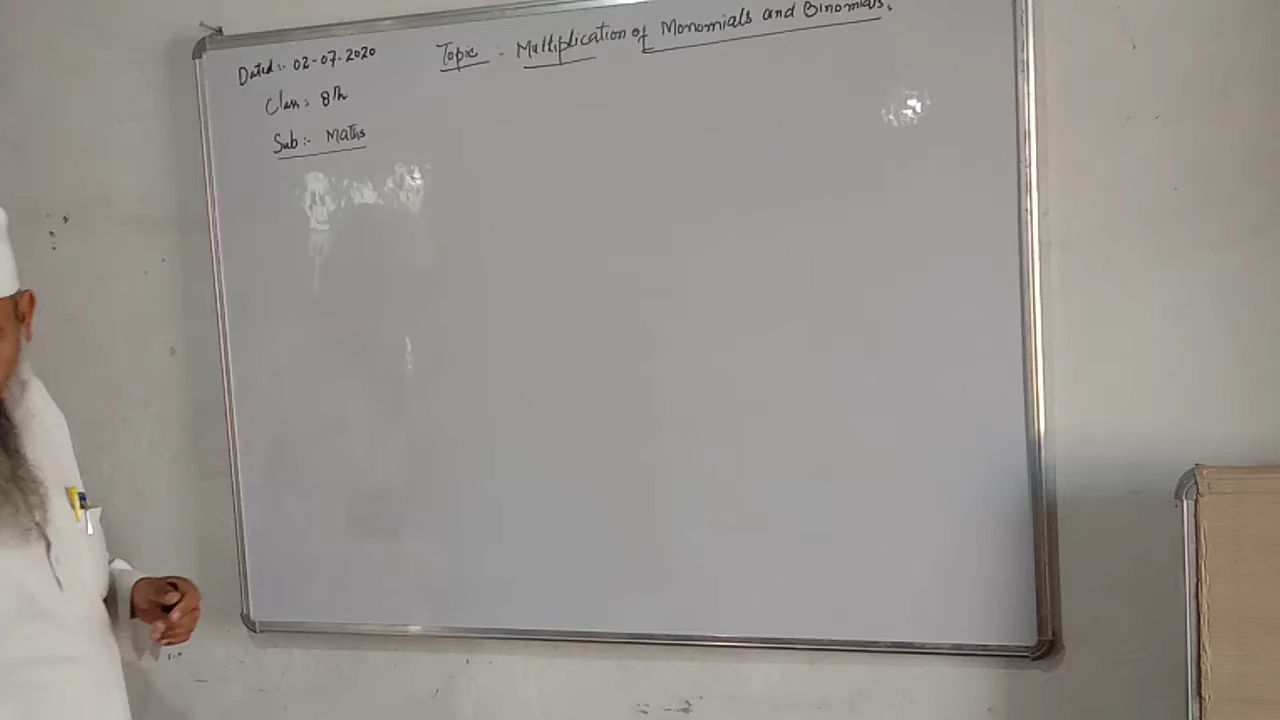 Dated:- 02-07-2020
Topic :- Multiplication of Monomials and Binomials.
Class: 8th
Sub:- Maths